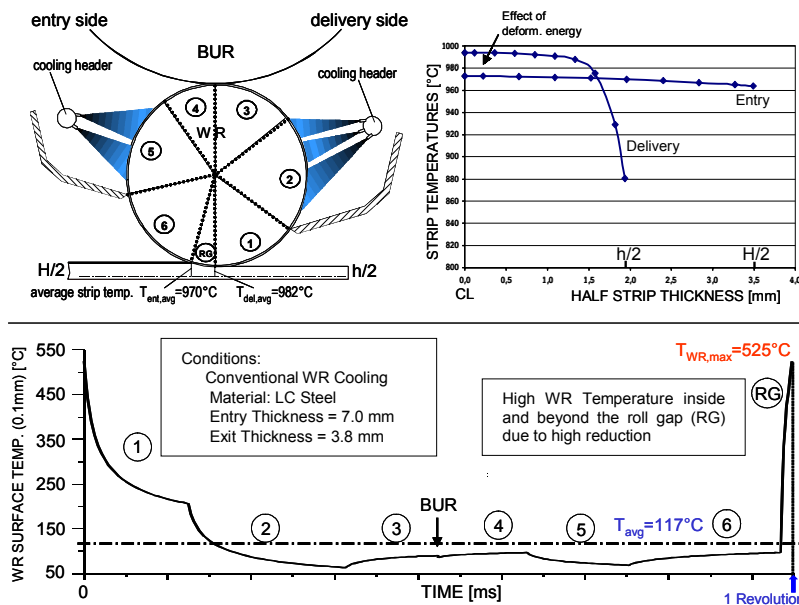 entry side
delivery side
BUR
cooling header
cooling header
4
3
WR
5
2
6
1
RG
H/2
h/2
average strip temp. T_ent,avg=970°C T_del,avg=982°C
Effect of
deform. energy
STRIP TEMPERATURES [°C]
1000
980
960
940
920
900
880
860
840
820
800
Entry
Delivery
h/2
H/2
0,0 0,5 1,0 1,5 2,0 2,5 3,0 3,5 4,0
CL
HALF STRIP THICKNESS [mm]
WR SURFACE TEMP. (0.1mm) [°C]
550
450
350
250
150
50
Conditions:
Conventional WR Cooling
Material: LC Steel
Entry Thickness = 7.0 mm
Exit Thickness = 3.8 mm
T_WR,max=525°C
High WR Temperature inside
and beyond the roll gap (RG)
due to high reduction
RG
1
BUR
2
3
4
5
T_avg=117°C
6
0
TIME [ms]
1 Revolution